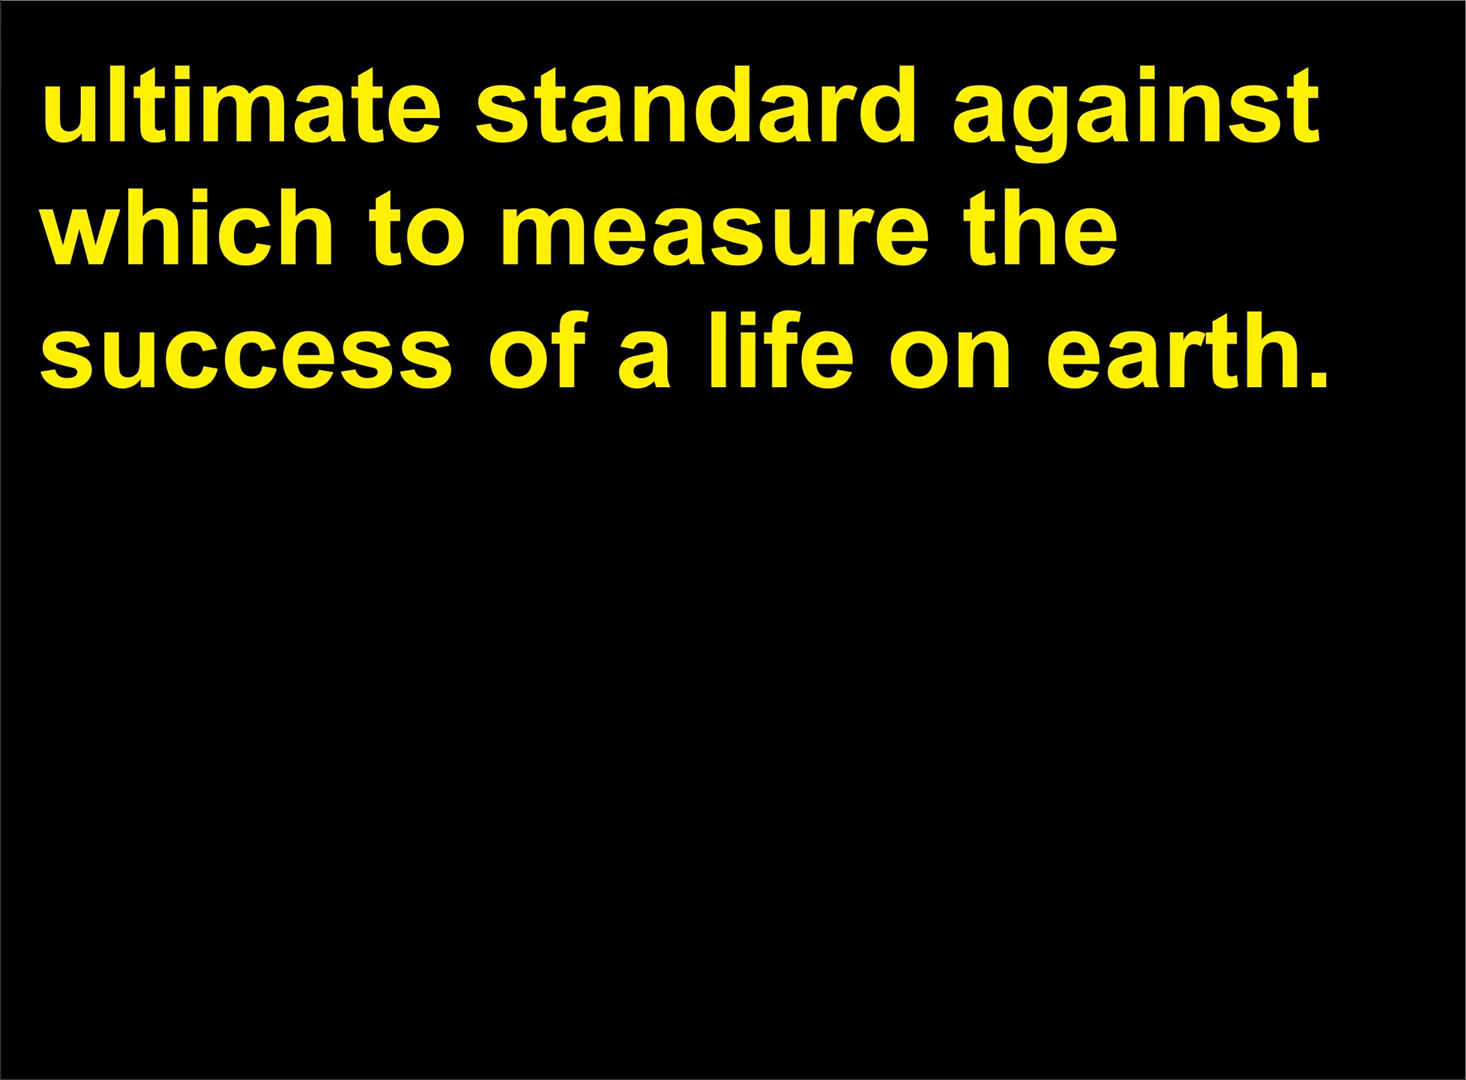 ultimate standard against
which to measure the
success of a life on earth.